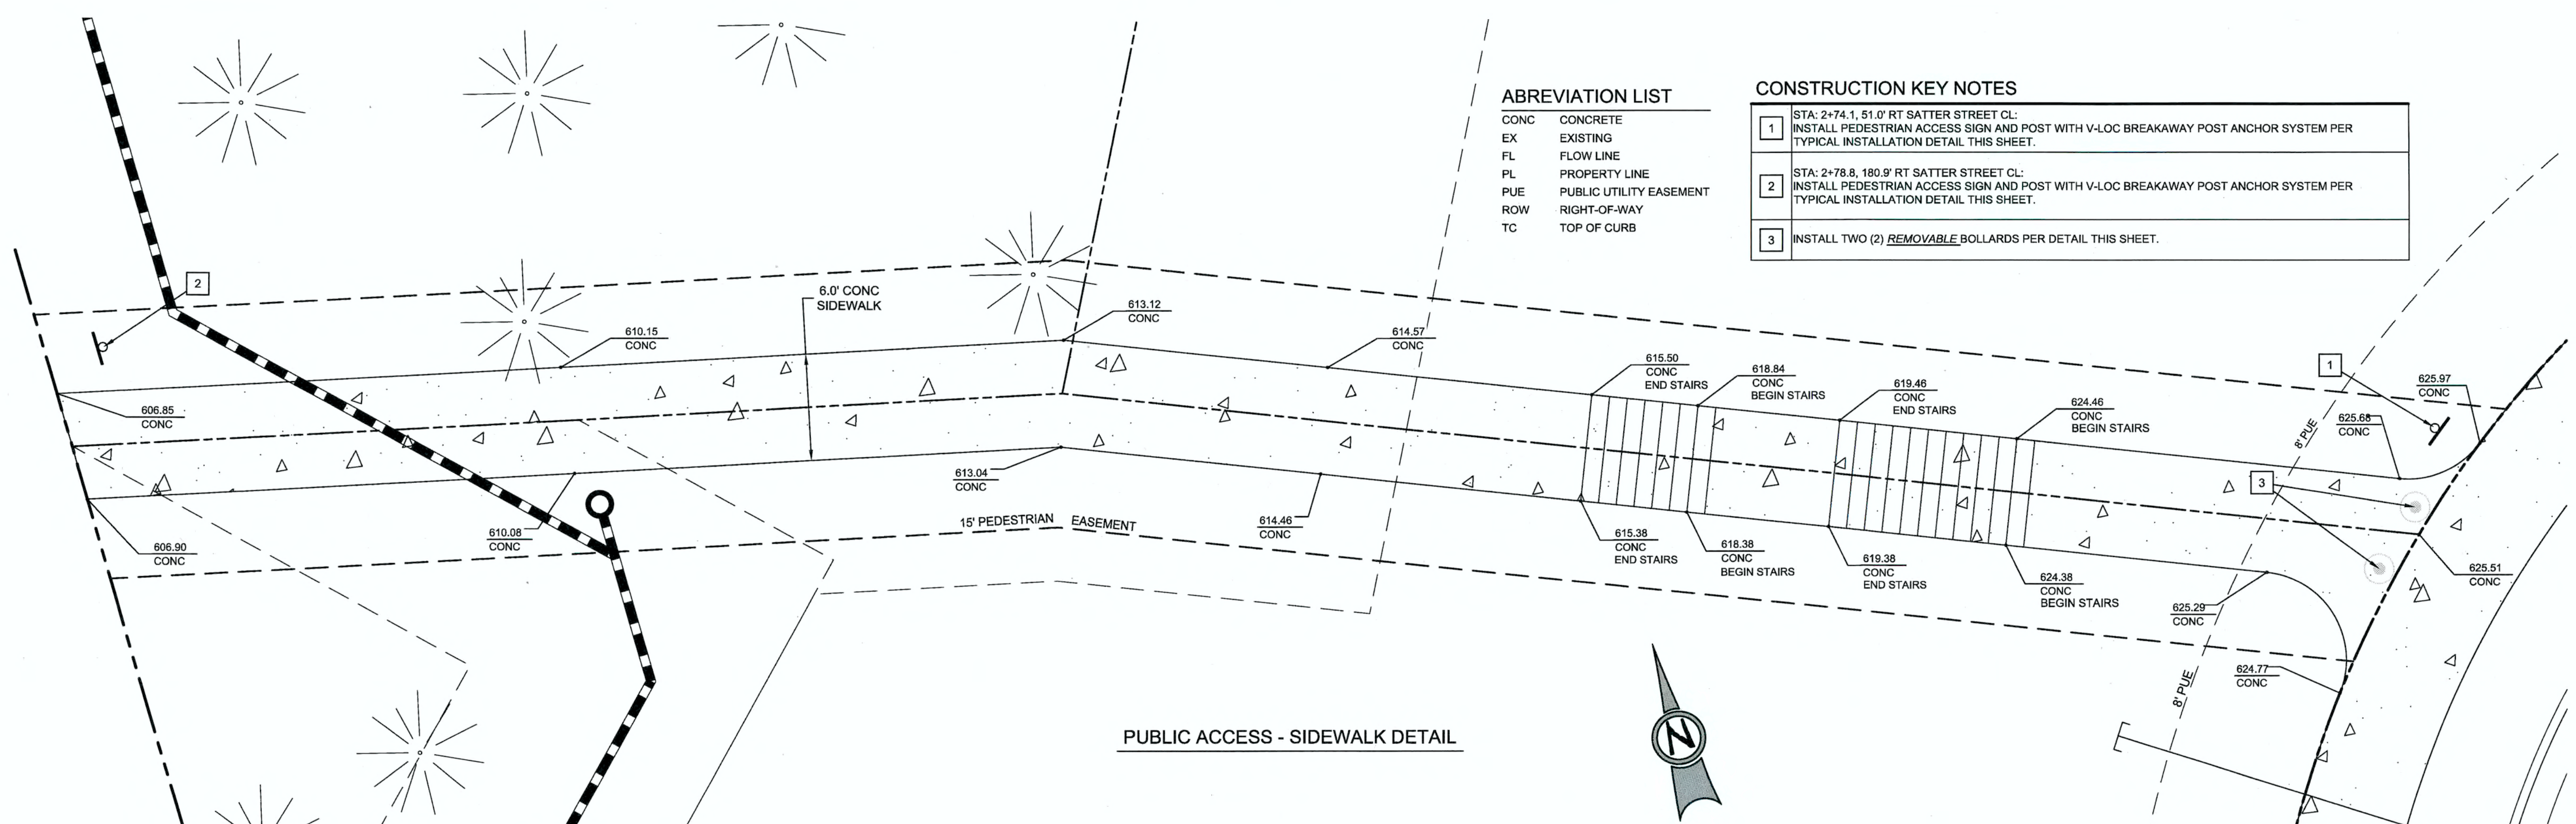 ABREVIATION LIST
CONC CONCRETE
EX EXISTING
FL FLOW LINE
PL PROPERTY LINE
PUE PUBLIC UTILITY EASEMENT
ROW RIGHT-OF-WAY
TC TOP OF CURB
CONSTRUCTION KEY NOTES
1
STA: 2+74.1, 51.0' RT SATTER STREET CL:
INSTALL PEDESTRIAN ACCESS SIGN AND POST WITH V-LOC BREAKAWAY POST ANCHOR SYSTEM PER
TYPICAL INSTALLATION DETAIL THIS SHEET.
2
STA: 2+78.8, 180.9' RT SATTER STREET CL:
INSTALL PEDESTRIAN ACCESS SIGN AND POST WITH V-LOC BREAKAWAY POST ANCHOR SYSTEM PER
TYPICAL INSTALLATION DETAIL THIS SHEET.
3
INSTALL TWO (2) REMOVABLE BOLLARDS PER DETAIL THIS SHEET.
2
6.0' CONC
SIDEWALK
610.15
CONC
613.12
CONC
614.57
CONC
615.50
CONC
END STAIRS
618.84
CONC
BEGIN STAIRS
619.46
CONC
END STAIRS
624.46
CONC
BEGIN STAIRS
1
625.97
CONC
625.68
CONC
8' PUE
3
606.85
CONC
606.90
CONC
610.08
CONC
613.04
CONC
15' PEDESTRIAN EASEMENT
614.46
CONC
615.38
CONC
END STAIRS
618.38
CONC
BEGIN STAIRS
619.38
CONC
END STAIRS
624.38
CONC
BEGIN STAIRS
625.51
CONC
625.29
CONC
624.77
CONC
8' PUE
N
PUBLIC ACCESS - SIDEWALK DETAIL